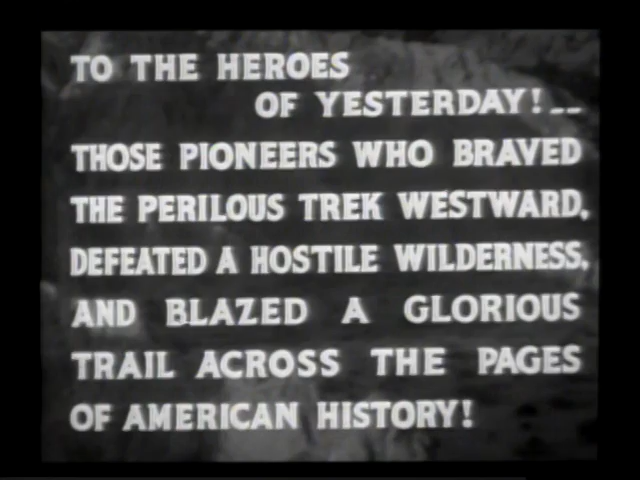 TO THE HEROES
OF YESTERDAY!--
THOSE PIONEERS WHO BRAVED
THE PERILOUS TREK WESTWARD,
DEFEATED A HOSTILE WILDERNESS,
AND BLAZED A GLORIOUS
TRAIL ACROSS THE PAGES
OF AMERICAN HISTORY!